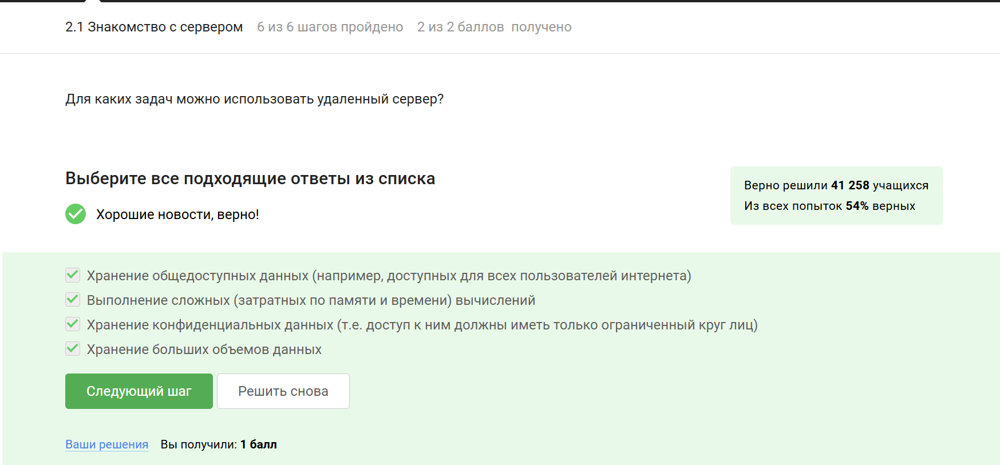 2.1 Знакомство с сервером 6 из 6 шагов пройдено 2 из 2 баллов получено
Для каких задач можно использовать удаленный сервер?
Выберите все подходящие ответы из списка
Верно решили 41 258 учащихся
Из всех попыток 54% верных
Хорошие новости, верно!
Хранение общедоступных данных (например, доступных для всех пользователей интернета)
Выполнение сложных (затратных по памяти и времени) вычислений
Хранение конфиденциальных данных (т.е. доступ к ним должны иметь только ограниченный круг лиц)
Хранение больших объемов данных
Следующий шаг Решить снова
Ваши решения Вы получили: 1 балл